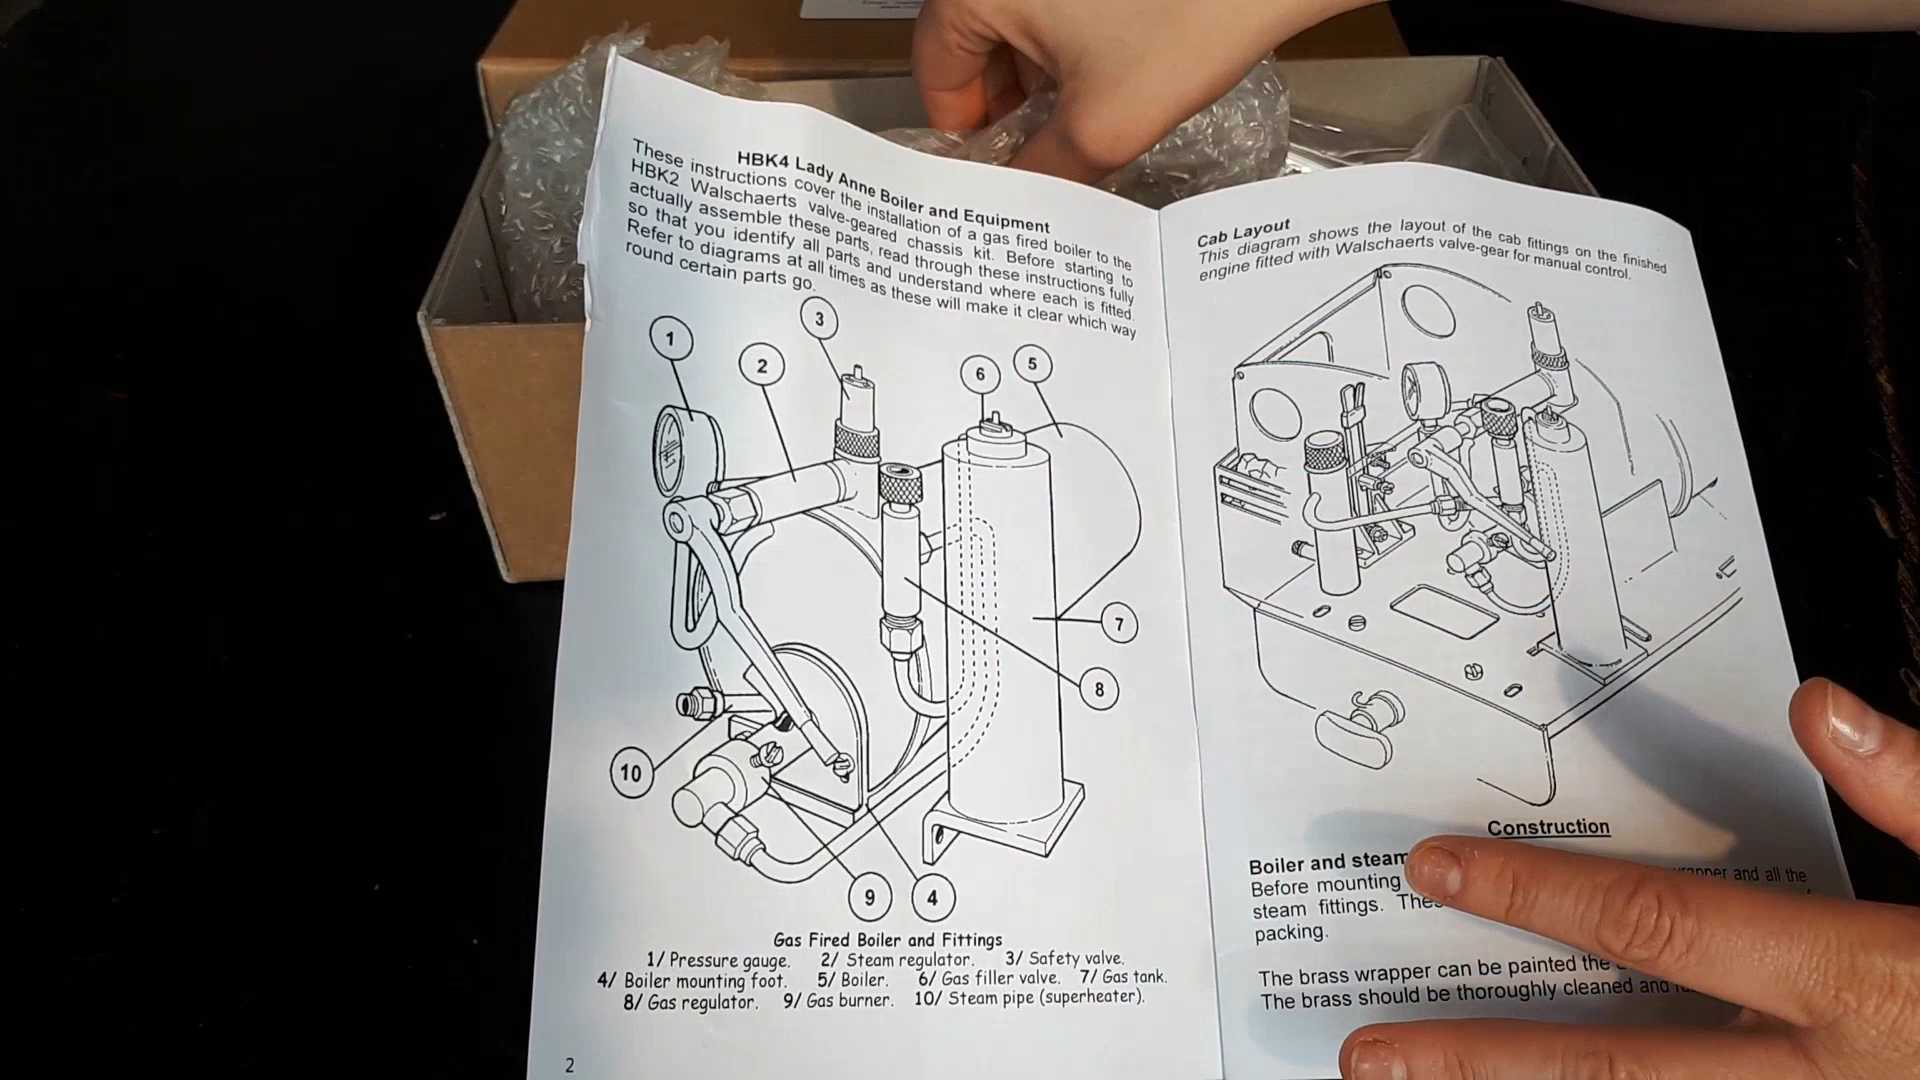 HBK4 Lady Anne Boiler and Equipment
These instructions cover the installation of a gas fired boiler to the
HBK2 Walschaerts valve-geared chassis kit. Before starting to
actually assemble these parts, read through these instructions fully
so that you identify all parts and understand where each is fitted.
Refer to diagrams at all times as these will make it clear which way
round certain parts go.
1
2
3
6
5
7
8
10
9
4
Gas Fired Boiler and Fittings
1/ Pressure gauge. 2/ Steam regulator. 3/ Safety valve.
4/ Boiler mounting foot. 5/ Boiler. 6/ Gas filler valve. 7/ Gas tank.
8/ Gas regulator. 9/ Gas burner. 10/ Steam pipe (superheater).
2
Cab Layout
This diagram shows the layout of the cab fittings on the finished
engine fitted with Walschaerts valve-gear for manual control.
Construction
Boiler and steam
Before mounting and all the
steam fittings.
packing.
The brass wrapper can be painted the
The brass should be thoroughly cleaned and